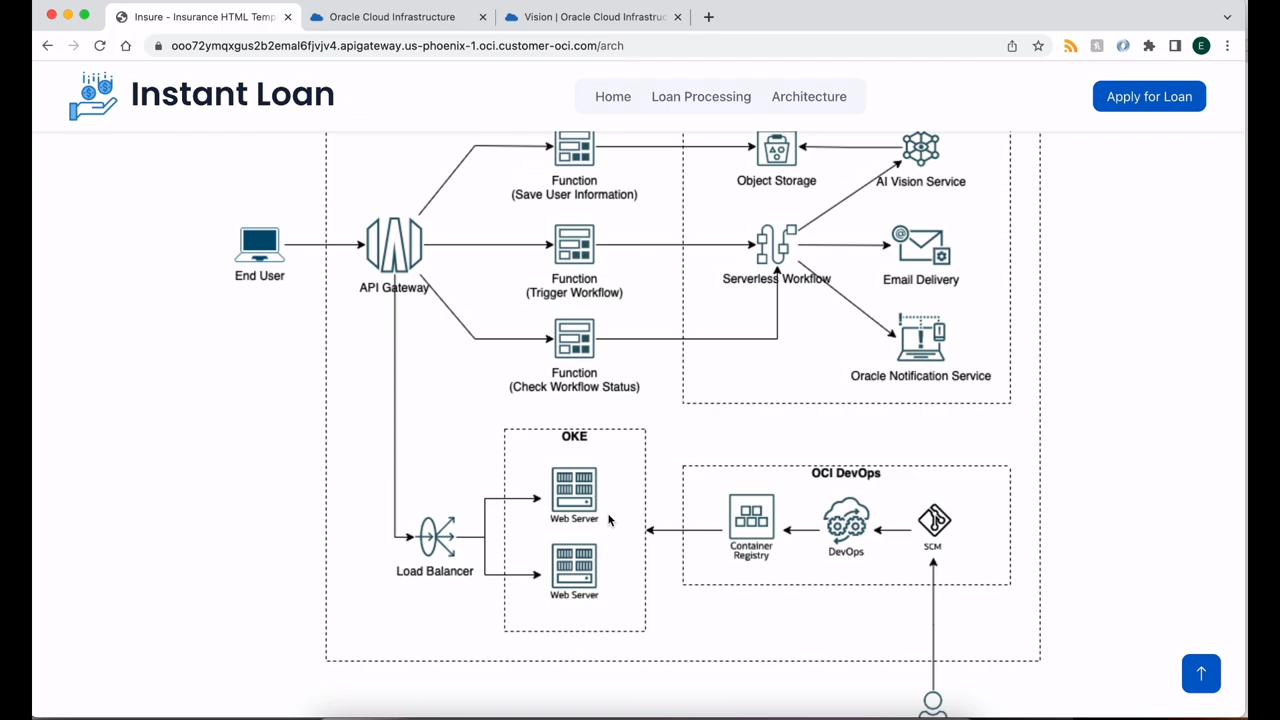 Insure - Insurance HTML Temp
Oracle Cloud Infrastructure
Vision | Oracle Cloud Infrastruc
ooo72ymqxgus2b2emal6fjvjv4.apigateway.us-phoenix-1.oci.customer-oci.com/arch
E
Instant Loan
Home
Loan Processing
Architecture
Apply for Loan
Function
(Save User Information)
Object Storage
AI Vision Service
End User
API Gateway
Function
(Trigger Workflow)
Serverless Workflow
Email Delivery
Function
(Check Workflow Status)
Oracle Notification Service
OKE
Web Server
Web Server
Load Balancer
OCI DevOps
Container
Registry
DevOps
SCM